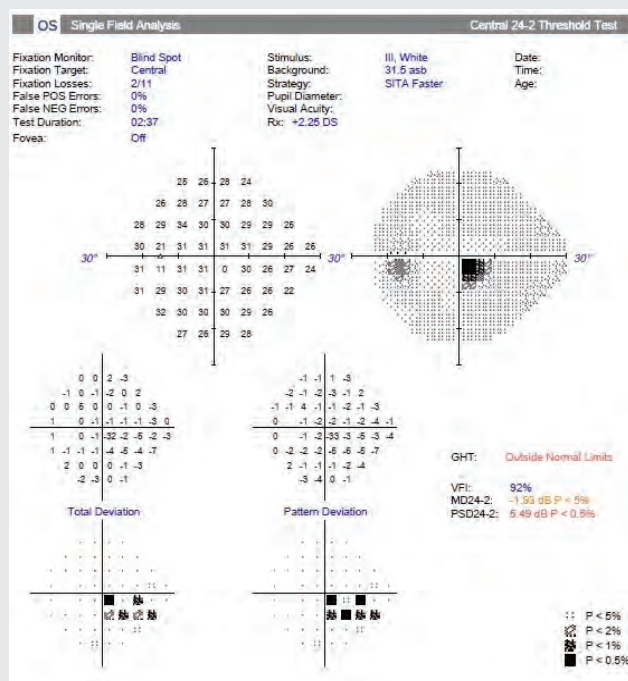 OS Single Field Analysis Central 24-2 Threshold Test
Fixation Monitor: Blind Spot Stimulus: III, White Date:
Fixation Target: Central Background: 31.5 asb Time:
Fixation Losses: 2/11 Strategy: SITA Faster Age:
False POS Errors: 0% Pupil Diameter:
False NEG Errors: 0% Visual Acuity:
Test Duration: 02:37 Rx: +2.25 DS
Fovea: Off
25 26 28 24
26 28 27 27 28 30
28 29 34 30 30 29 29 25
30 21 31 31 31 31 29 26 26
30° 30° 30°
31 11 31 31 0 30 26 27 24
31 29 30 31 27 26 26 22
32 30 30 30 29 26
27 26 29 28
0 0 2 -3 -1 -1 1 -3
-1 0 -1 -2 0 2 -2 -1 -2 -3 -1 2
0 0 5 0 0 -1 0 -3 -1 -1 4 -1 -1 -2 -1 -3
1 0 -1 -1 -1 -1 -3 0 0 -1 -2 -1 -2 -2 -4 -1
1 0 -1 -32 -2 -5 -2 -3 0 -1 -2 -33 -3 -5 -3 -4
1 -1 -1 -1 -4 -5 -4 -7 0 -2 -2 -2 -5 -6 -5 -8
2 0 0 0 -1 -3 2 -1 -1 -1 -2 -4
-2 -3 0 -1 -3 -4 0 -1
GHT: Outside Normal Limits
VFI: 92%
MD24-2: -1.93 dB P < 5%
PSD24-2: 5.49 dB P < 0.5%
Total Deviation Pattern Deviation
P < 5%
P < 2%
P < 1%
P < 0.5%